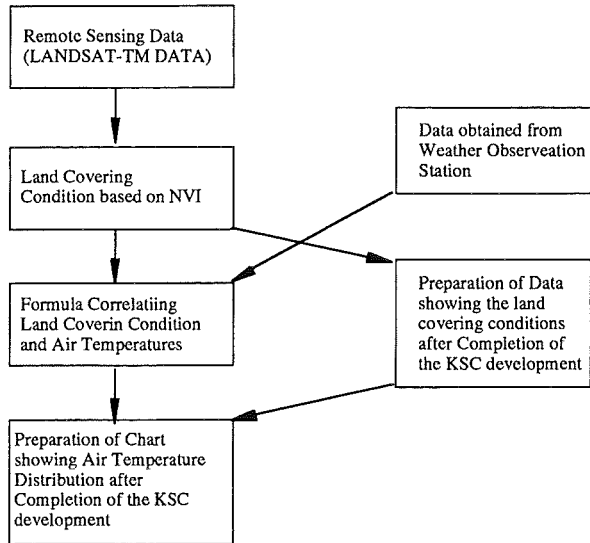 Remote Sensing Data
(LANDSAT-TM DATA)
Land Covering
Condition based on NVI
Data obtained from
Weather Observeation
Station
Formula Correlatiing
Land Coverin Condition
and Air Temperatures
Preparation of Data
showing the land
covering conditions
after Completion of
the KSC development
Preparation of Chart
showing Air Temperature
Distribution after
Completion of the KSC
development